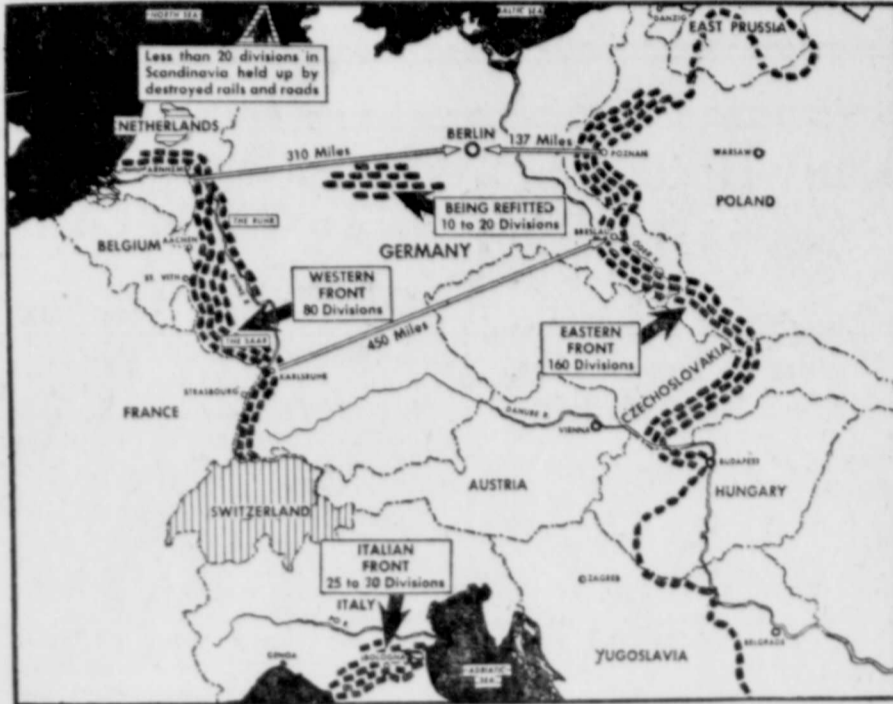 NORTH SEA
BALTIC SEA
DANZIG
EAST PRUSSIA
Less than 20 divisions in
Scandinavia held up by
destroyed rails and roads
NETHERLANDS
310 Miles
BERLIN
137 Miles
POZNAN
WARSAW
POLAND
ARNHEM
THE RUHR
BEING REFITTED
10 to 20 Divisions
BRESLAU
BELGIUM
AACHEN
GERMANY
ST. VITH
WESTERN
FRONT
80 Divisions
THE SAAR
450 Miles
EASTERN
FRONT
160 Divisions
KARLSRUHE
STRASBOURG
CZECHOSLOVAKIA
FRANCE
DANUBE R.
VIENNA
BUDAPEST
AUSTRIA
HUNGARY
SWITZERLAND
ITALIAN
FRONT
25 to 30 Divisions
ZAGREB
ITALY
PO R.
GENOA
BOLOGNA
ADRIATIC
SEA
YUGOSLAVIA
BELGRADE